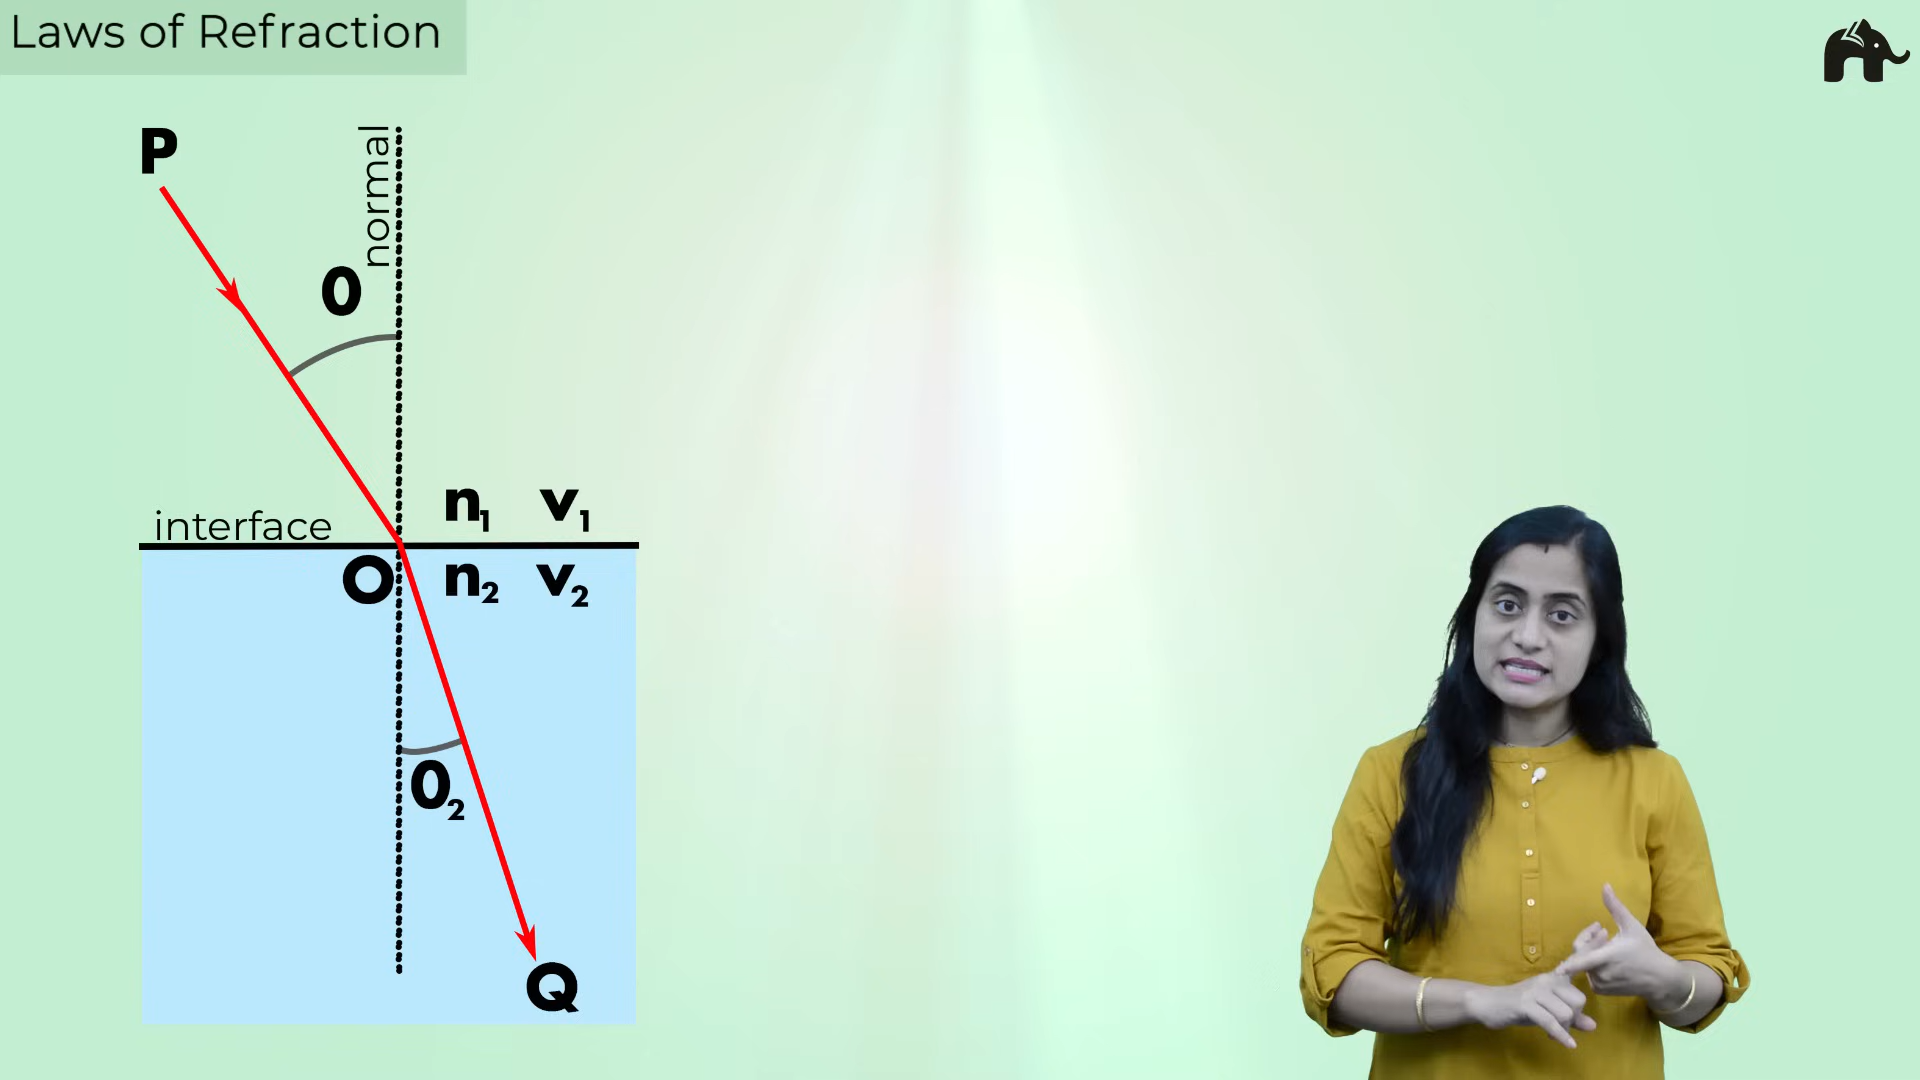 Laws of Refraction
P
normal
0
interface
n₁ v₁
O
n₂ v₂
0₂
Q